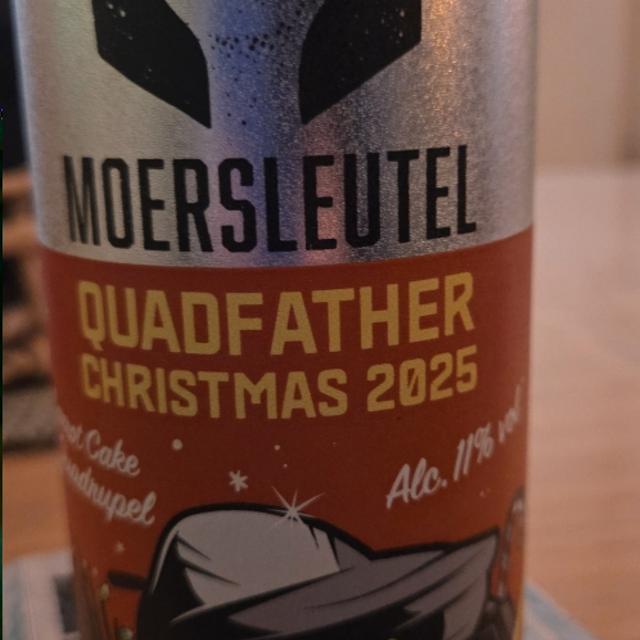 MOERSLEUTEL
QUADFATHER
CHRISTMAS 2025
Cake
Alc. 11% vol